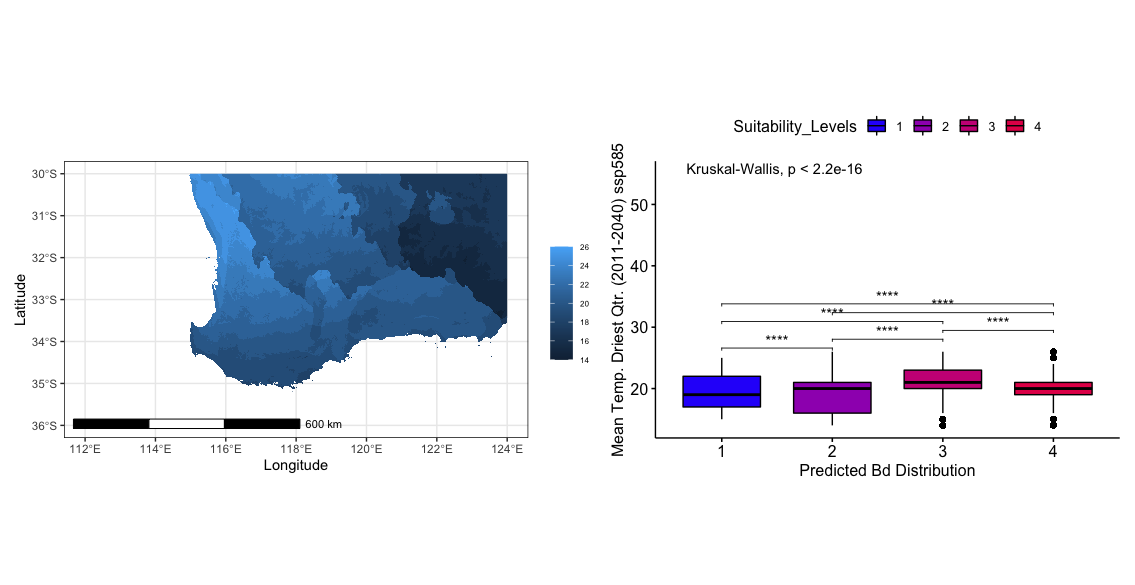 30°S
31°S
32°S
33°S
34°S
35°S
36°S
Latitude
112°E 114°E 116°E 118°E 120°E 122°E 124°E
Longitude
600 km
26
24
22
20
18
16
14
Suitability_Levels 1 2 3 4
Kruskal-Wallis, p < 2.2e-16
Mean Temp. Driest Qtr. (2011-2040) ssp585
50
40
30
20
****
****
****
****
****
****
1 2 3 4
Predicted Bd Distribution